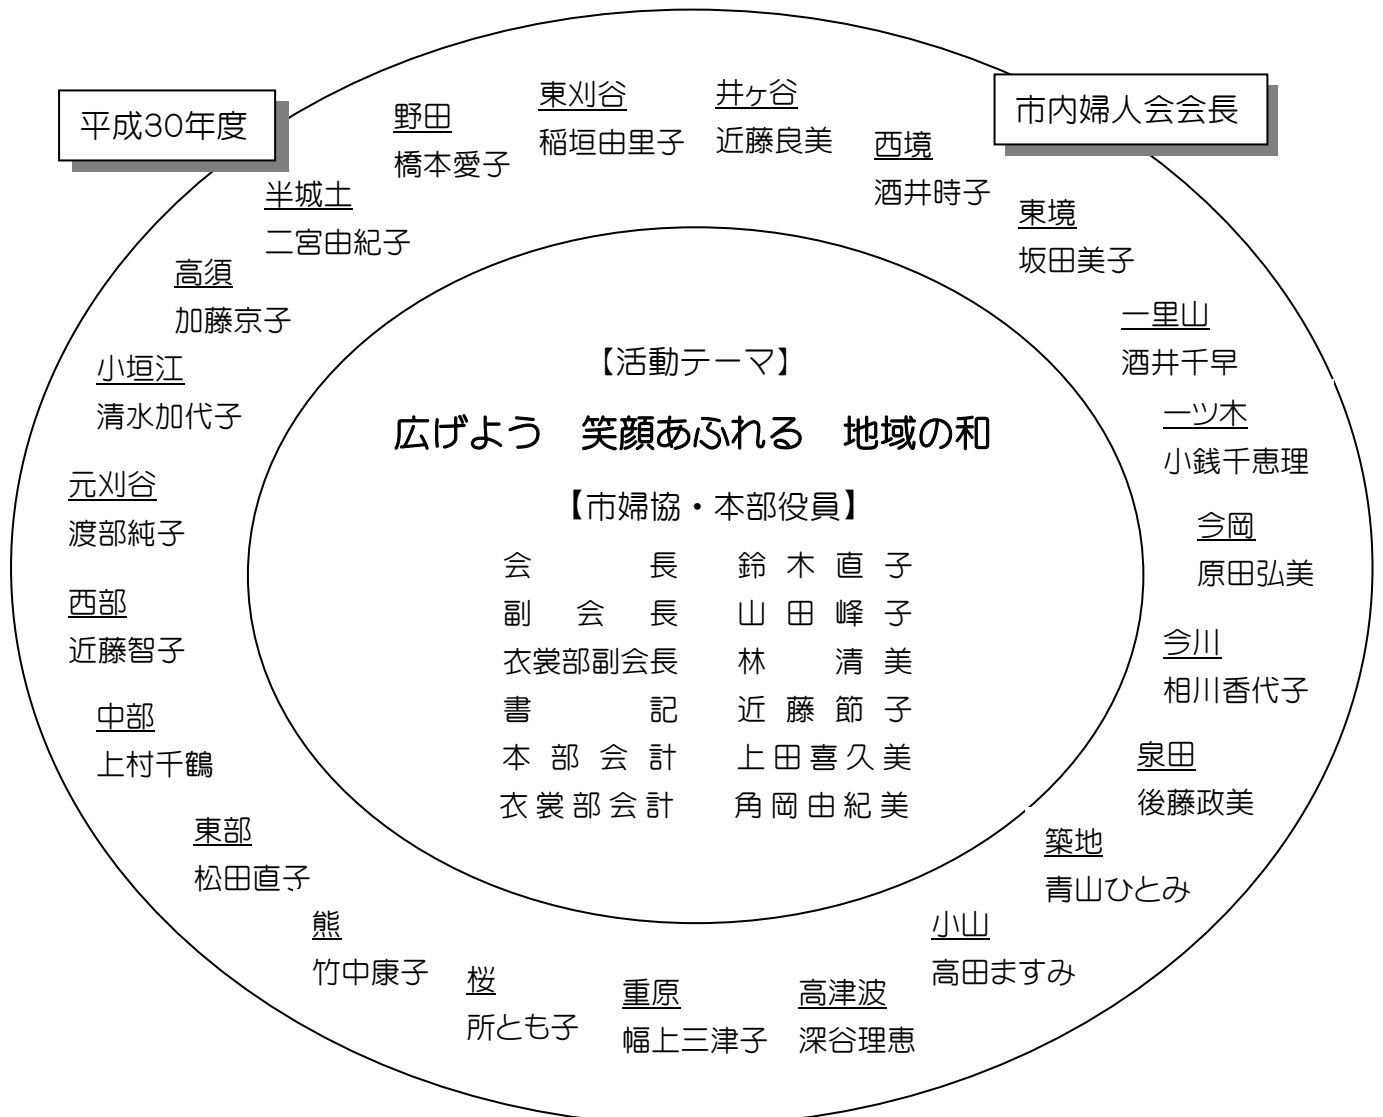 平成30年度
市内婦人会会長
井ヶ谷
近藤良美
西境
酒井時子
東境
坂田美子
一里山
酒井千早
一ツ木
小銭千恵理
今岡
原田弘美
今川
相川香代子
泉田
後藤政美
築地
青山ひとみ
小山
高田ますみ
高津波
深谷理恵
重原
幅上三津子
桜
所とも子
熊
竹中康子
東部
松田直子
中部
上村千鶴
西部
近藤智子
元刈谷
渡部純子
小垣江
清水加代子
高須
加藤京子
半城土
二宮由紀子
野田
橋本愛子
東刈谷
稲垣由里子
【活動テーマ】
広げよう　笑顔あふれる　地域の和
【市婦協・本部役員】
会長　鈴木直子
副会長　山田峰子
衣裳部副会長　林清美
書記　近藤節子
本部会計　上田喜久美
衣裳部会計　角岡由紀美